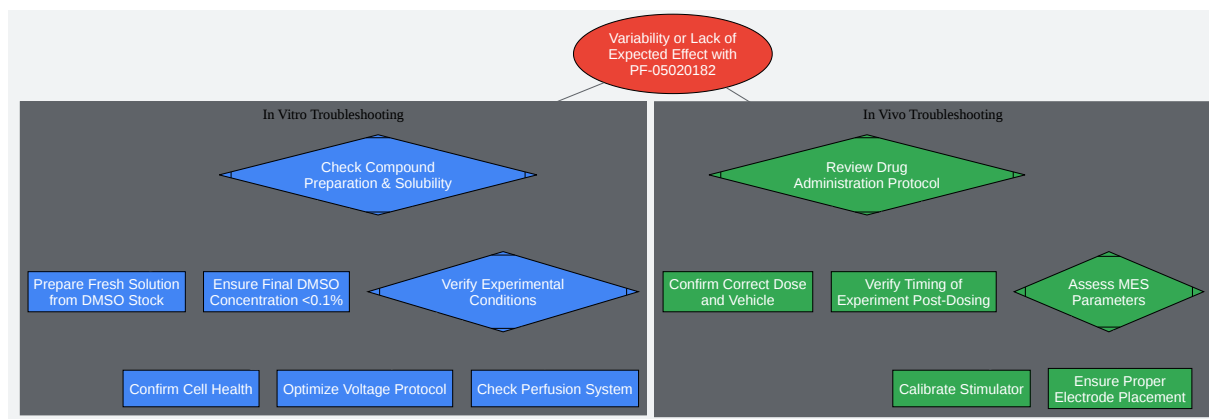 Variability or Lack of
Expected Effect with
PF-05020182
In Vitro Troubleshooting
Check Compound
Preparation & Solubility
Prepare Fresh Solution
from DMSO Stock
Ensure Final DMSO
Concentration <0.1%
Verify Experimental
Conditions
Confirm Cell Health
Optimize Voltage Protocol
Check Perfusion System
In Vivo Troubleshooting
Review Drug
Administration Protocol
Confirm Correct Dose
and Vehicle
Verify Timing of
Experiment Post-Dosing
Assess MES
Parameters
Calibrate Stimulator
Ensure Proper
Electrode Placement